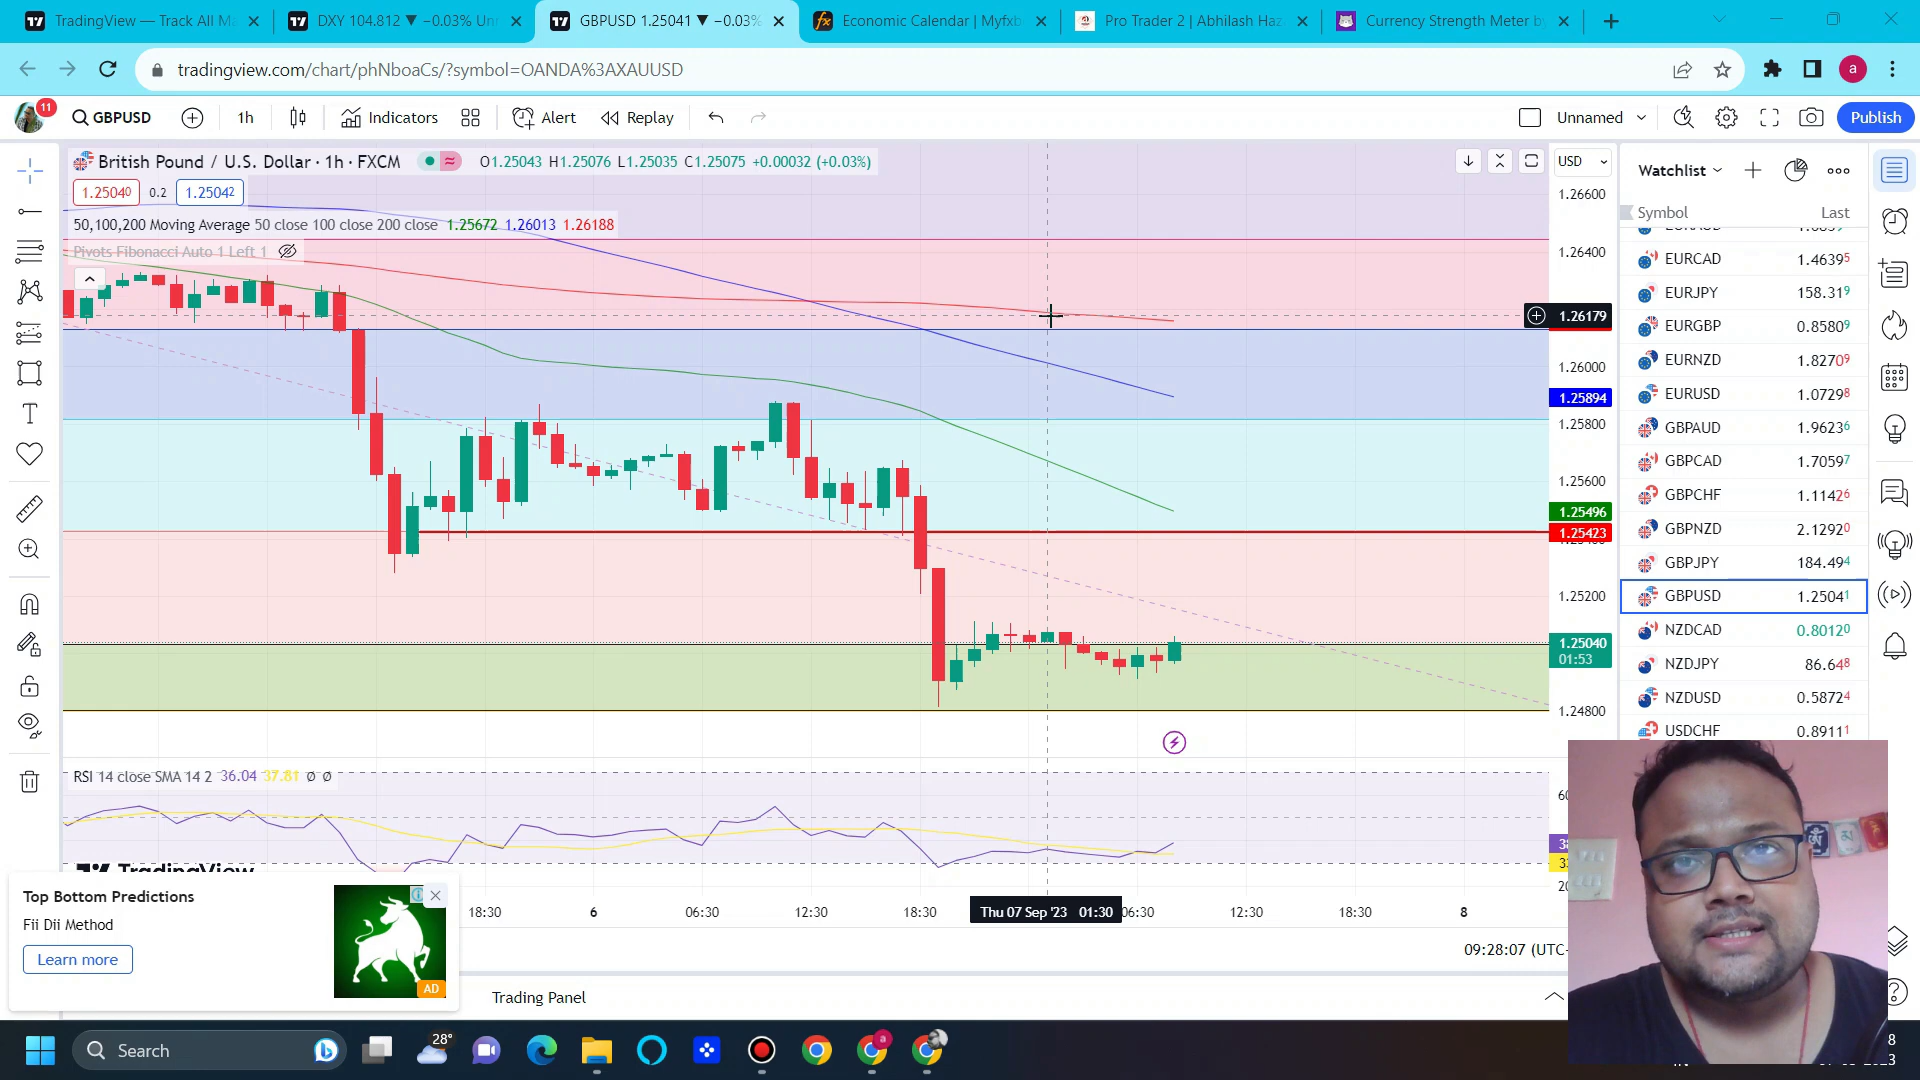 TradingView — Track All Ma
DXY 104.812 ▼ −0.03% Unn
GBPUSD 1.25041 ▼ −0.03%
Economic Calendar | Myfxb
Pro Trader 2 | Abhilash Haz
Currency Strength Meter by
tradingview.com/chart/phNboaCs/?symbol=OANDA%3AXAUUSD
a
11
GBPUSD
1h
Indicators
Alert
Replay
Unnamed
Publish
British Pound / U.S. Dollar · 1h · FXCM
O1.25043 H1.25076 L1.25035 C1.25075 +0.00032 (+0.03%)
1.25040
0.2
1.25042
50,100,200 Moving Average 50 close 100 close 200 close 1.25672 1.26013 1.26188
Pivots Fibonacci Auto 1 Left 1
USD
1.26600
1.26400
1.26179
1.26000
1.25894
1.25800
1.25600
1.25496
1.25423
1.25200
1.25040
01:53
1.24800
Watchlist
Symbol Last
EURCAD 1.46395
EURJPY 158.319
EURGBP 0.85809
EURNZD 1.82709
EURUSD 1.07298
GBPAUD 1.96236
GBPCAD 1.70597
GBPCHF 1.11426
GBPNZD 2.12920
GBPJPY 184.494
GBPUSD 1.25041
NZDCAD 0.80120
NZDJPY 86.648
NZDUSD 0.58724
USDCHF 0.89111
RSI 14 close SMA 14 2 36.04 37.81 ø ø
TradingView
18:30
6
06:30
12:30
18:30
Thu 07 Sep '23 01:30
06:30
12:30
18:30
8
09:28:07 (UTC-
Top Bottom Predictions
Fii Dii Method
Learn more
AD
Trading Panel
Search
28°
a